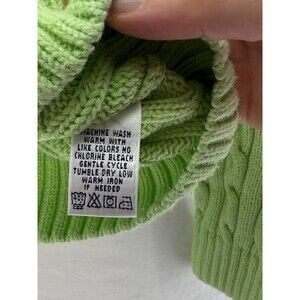 MACHINE WASH
WARM WITH
LIKE COLORS NO
CHLORINE BLEACH
GENTLE CYCLE
TUMBLE DRY LOW
WARM IRON
IF NEEDED